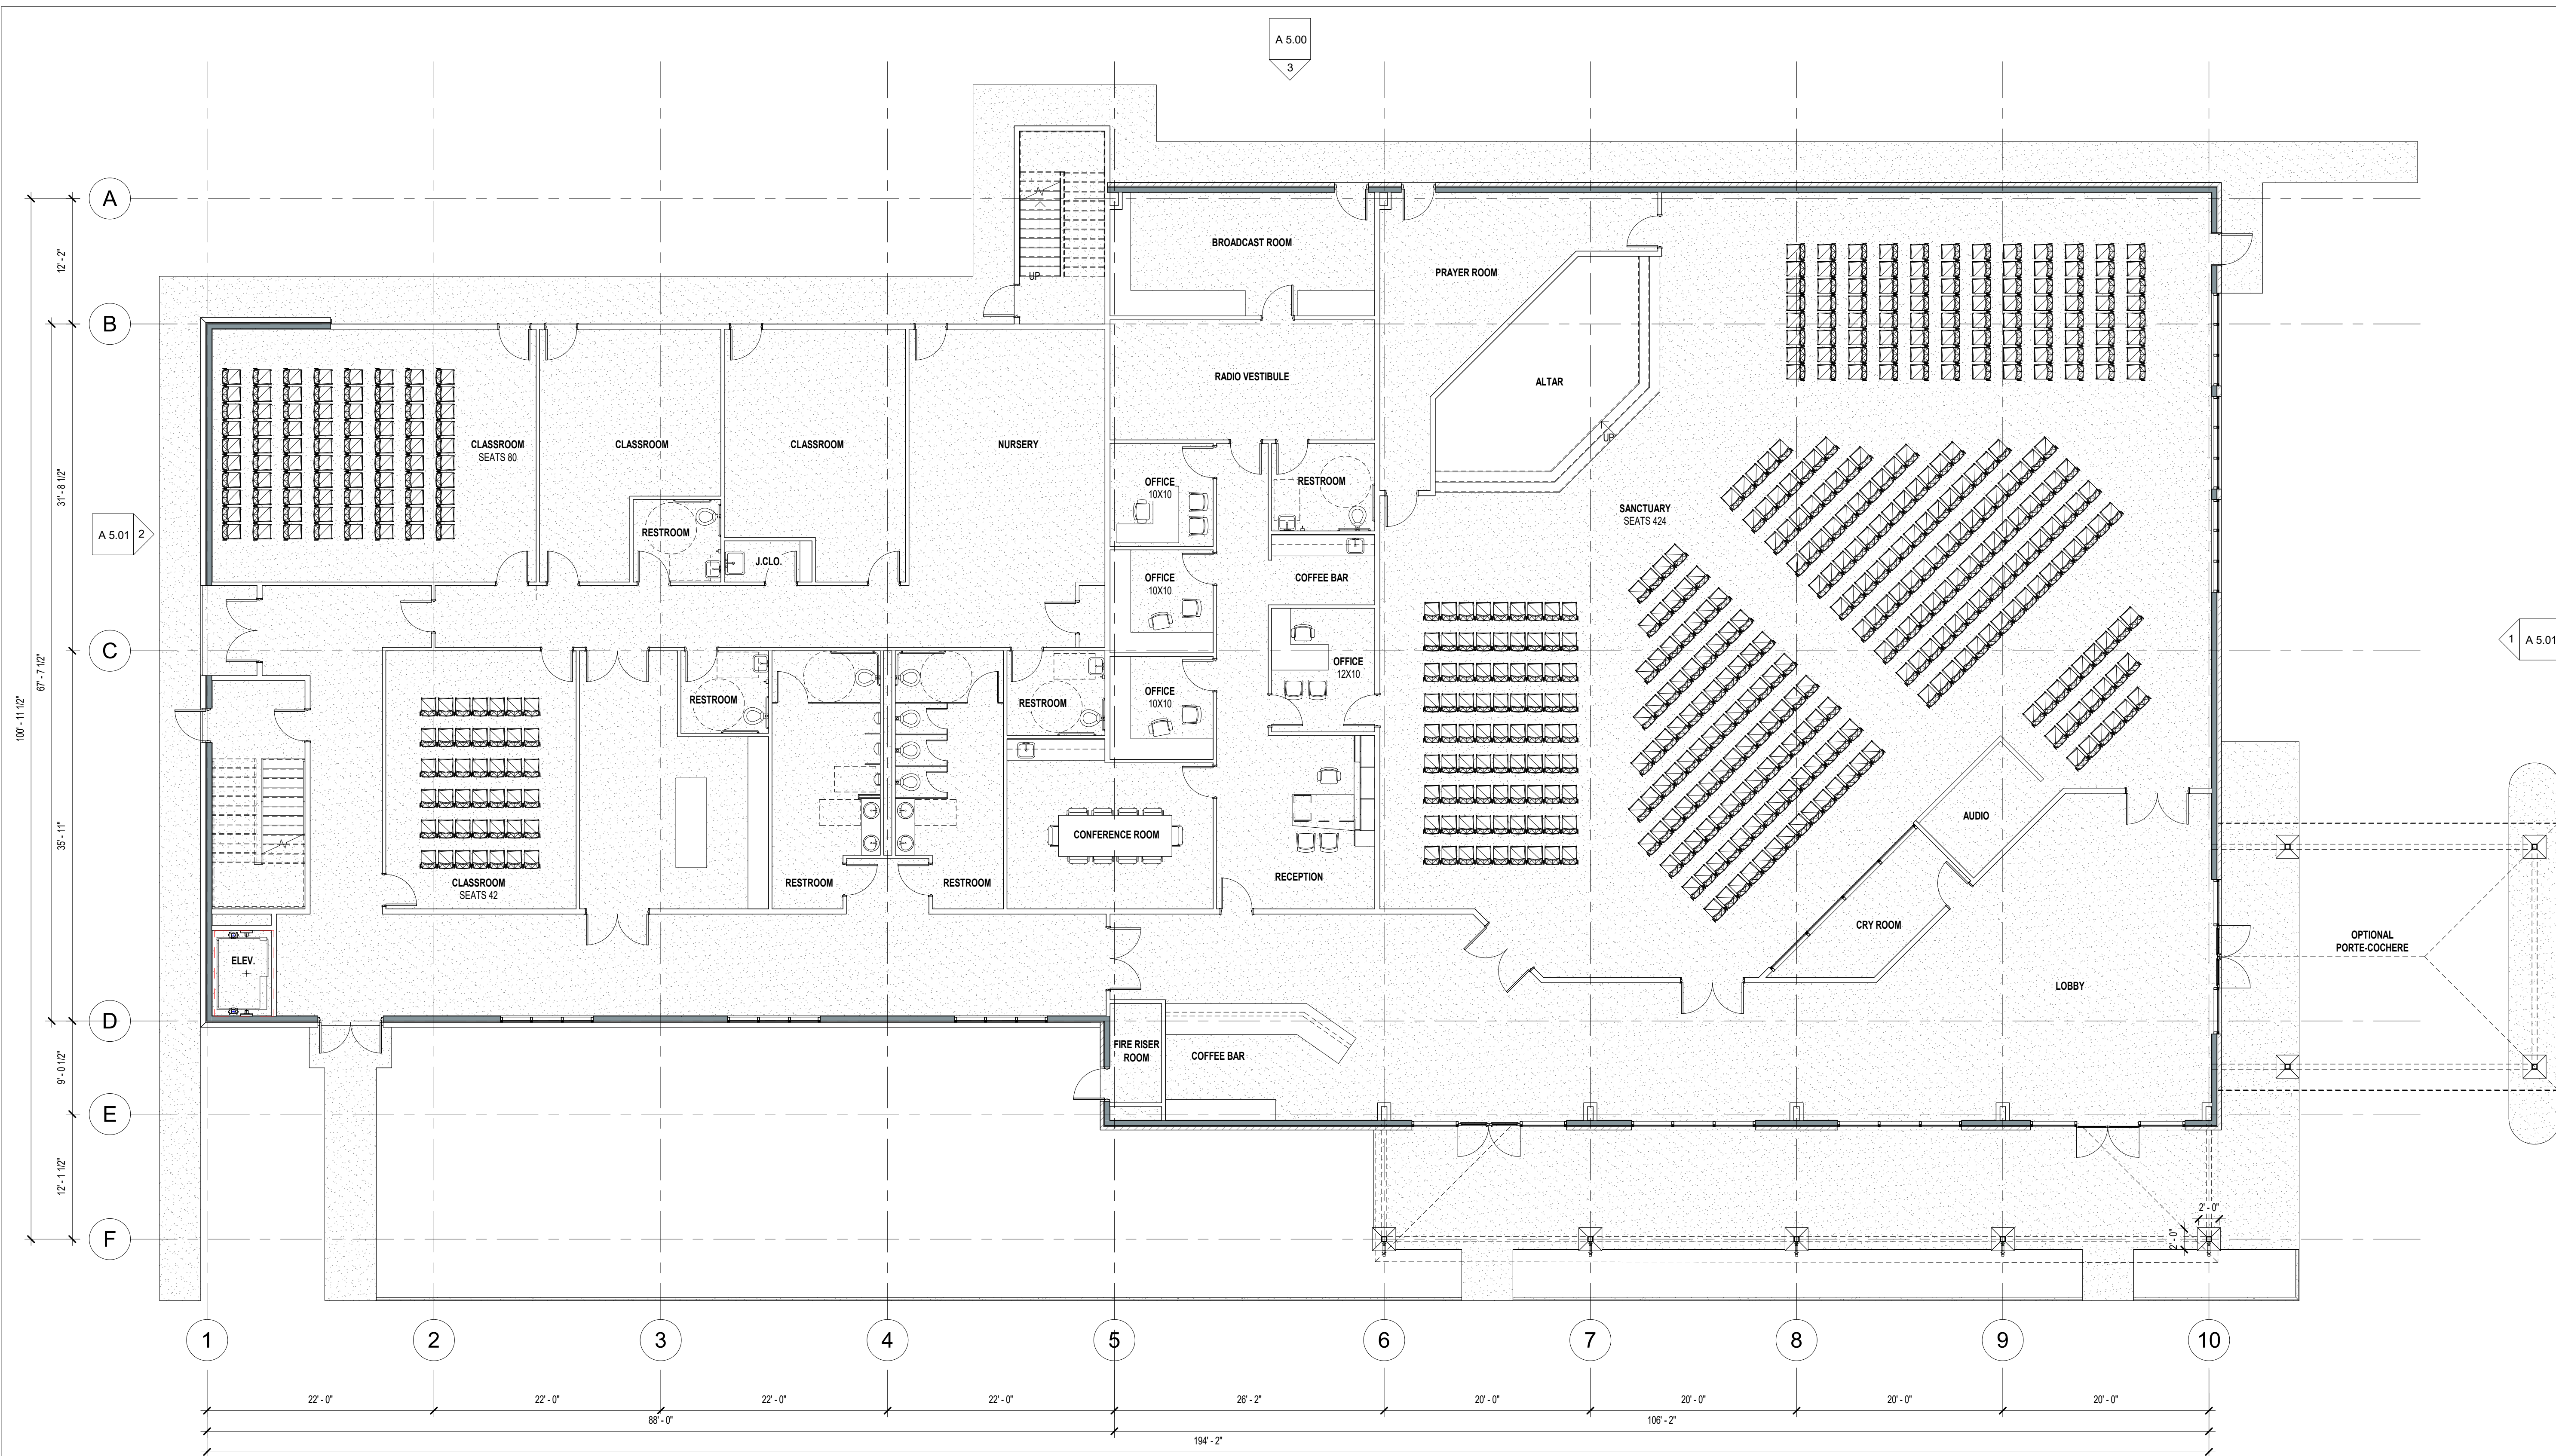 A 5.00
3
A
B
C
D
E
F
12' - 2"
31' - 8 1/2"
67' - 7 1/2"
100' - 11 1/2"
35' - 11"
9' - 0 1/2"
12' - 1 1/2"
A 5.01 2
1 A 5.01
UP
BROADCAST ROOM
PRAYER ROOM
RADIO VESTIBULE
ALTAR
UP
CLASSROOM
SEATS 80
CLASSROOM
CLASSROOM
NURSERY
OFFICE
10X10
RESTROOM
SANCTUARY
SEATS 424
RESTROOM
J.CLO.
OFFICE
10X10
COFFEE BAR
OFFICE
12X10
RESTROOM
RESTROOM
OFFICE
10X10
CONFERENCE ROOM
AUDIO
CLASSROOM
SEATS 42
RESTROOM
RESTROOM
RECEPTION
CRY ROOM
OPTIONAL
PORTE-COCHERE
ELEV.
LOBBY
FIRE RISER
ROOM
COFFEE BAR
2' - 0"
2' - 0"
1
2
3
4
5
6
7
8
9
10
22' - 0"
22' - 0"
22' - 0"
22' - 0"
26' - 2"
20' - 0"
20' - 0"
20' - 0"
20' - 0"
88' - 0"
106' - 2"
194' - 2"